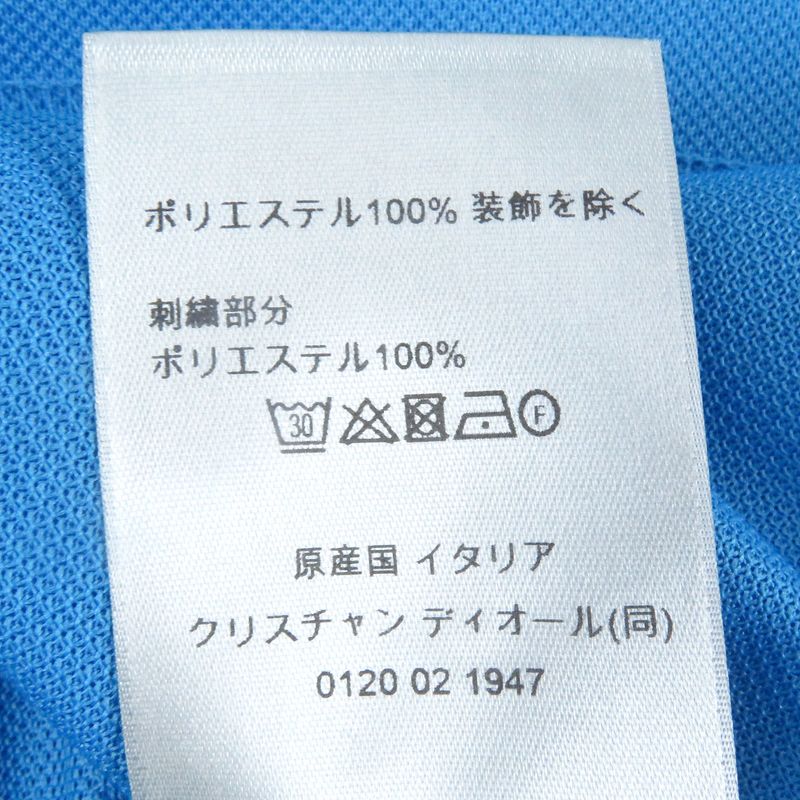 ポリエステル100% 装飾を除く
刺繍部分
ポリエステル100%
30 F
原産国 イタリア
クリスチャン ディオール(同)
0120 02 1947